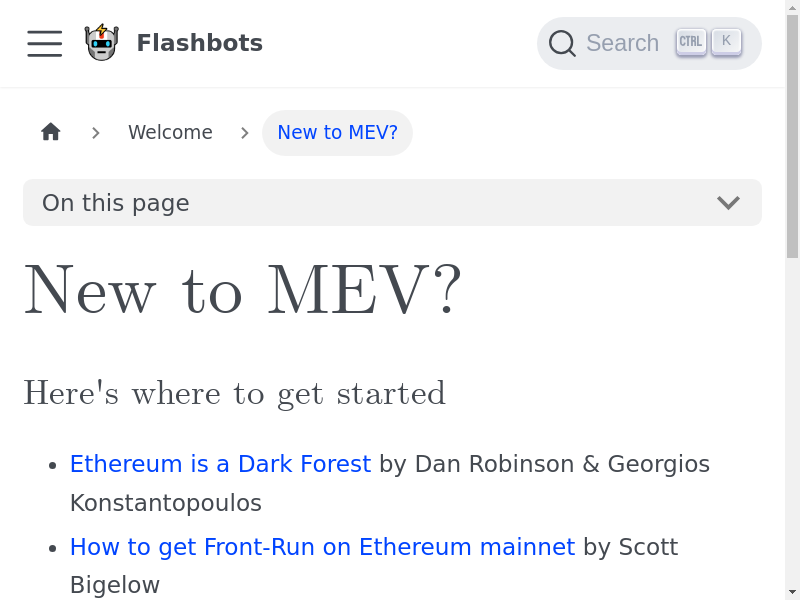 Flashbots
Search CTRL K
Welcome
New to MEV?
On this page
New to MEV?
Here's where to get started
Ethereum is a Dark Forest by Dan Robinson & Georgios
Konstantopoulos
How to get Front-Run on Ethereum mainnet by Scott
Bigelow